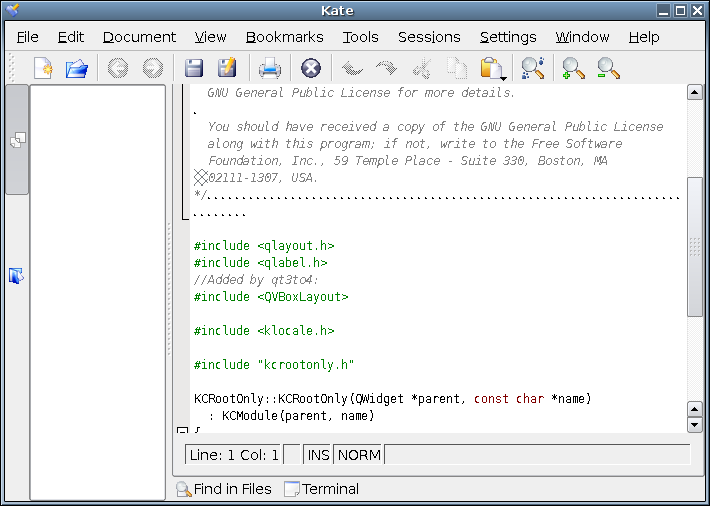 Kate
File Edit Document View Bookmarks Tools Sessions Settings Window Help
GNU General Public License for more details.
.
You should have received a copy of the GNU General Public License
along with this program; if not, write to the Free Software
Foundation, Inc., 59 Temple Place - Suite 330, Boston, MA
02111-1307, USA.
*/.....................................................................
........
#include <qlayout.h>
#include <qlabel.h>
//Added by qt3to4:
#include <QVBoxLayout>
#include <klocale.h>
#include "kcrootonly.h"
KCRootOnly::KCRootOnly(QWidget *parent, const char *name)
: KCModule(parent, name)
{
Line: 1 Col: 1 INS NORM
Find in Files Terminal